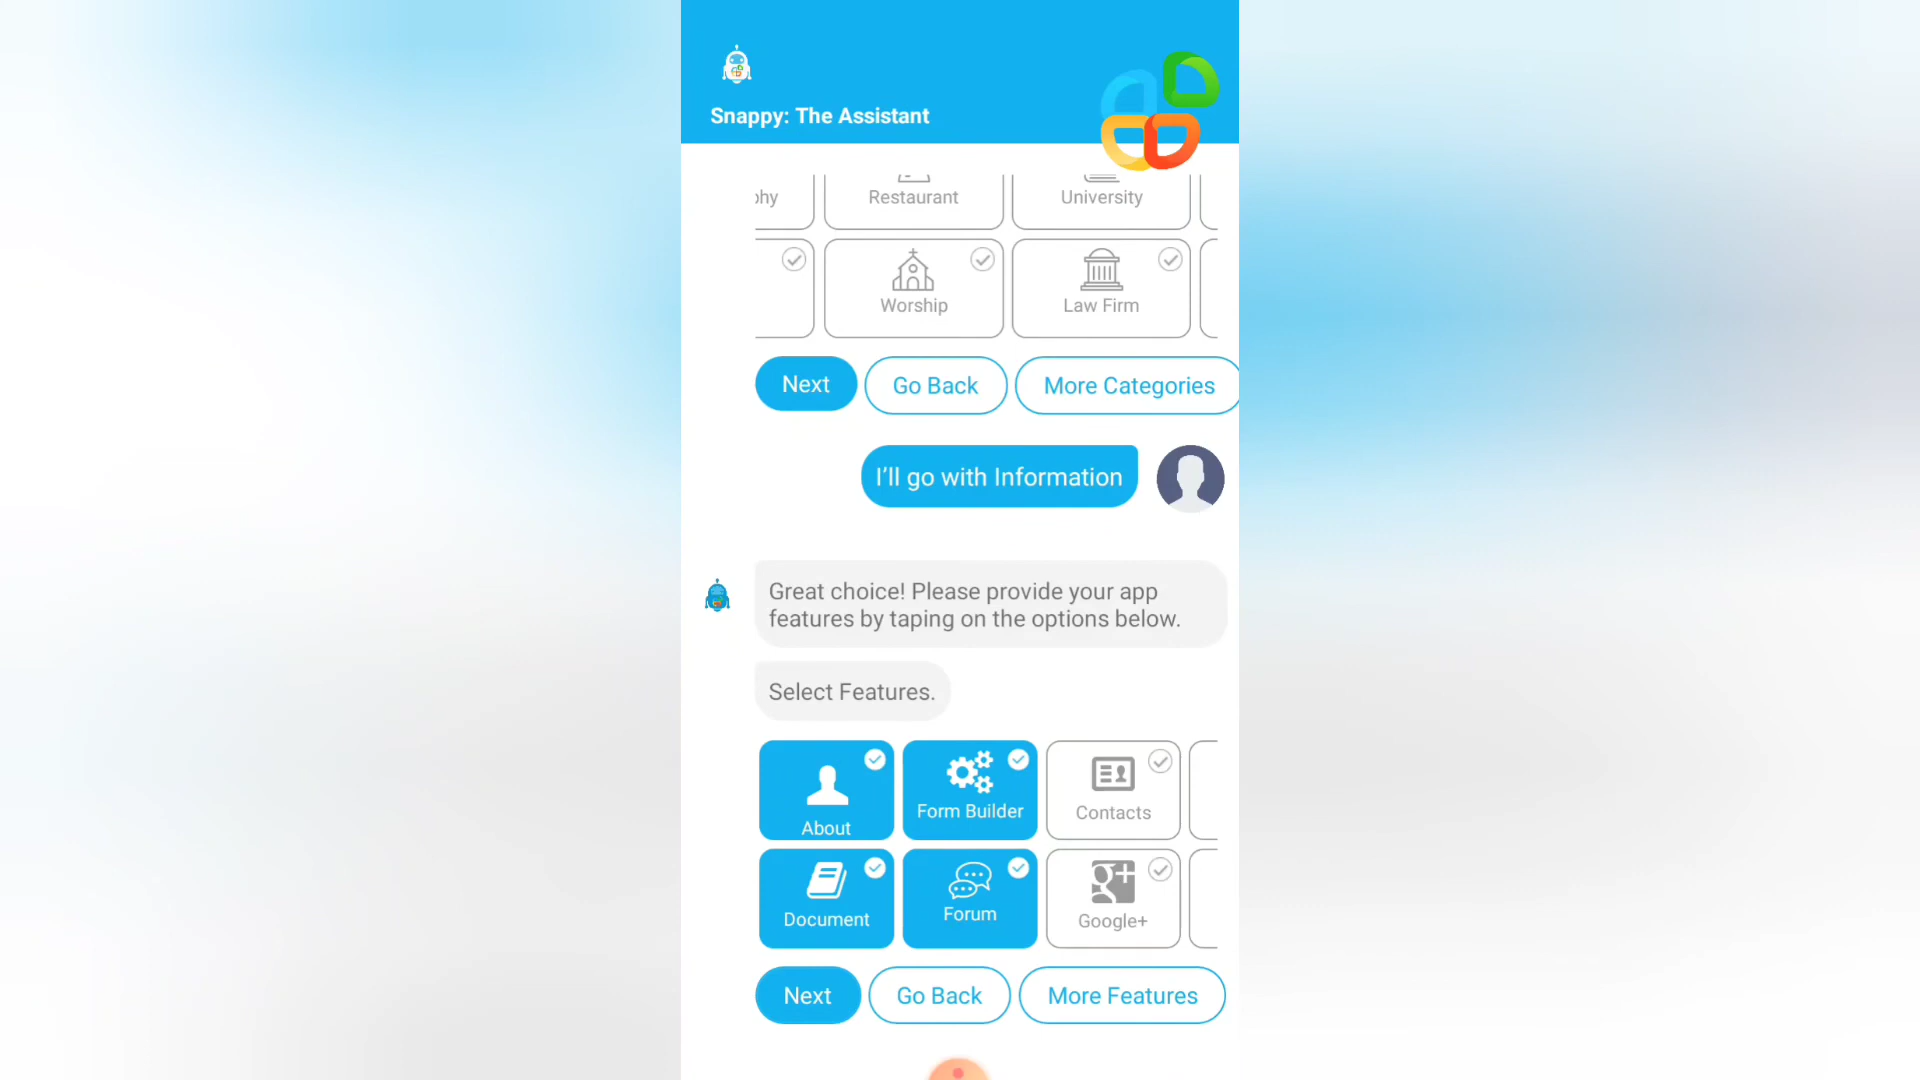 Snappy: The Assistant
Restaurant
University
Worship
Law Firm
Next
Go Back
More Categories
I'll go with Information
Great choice! Please provide your app
features by taping on the options below.
Select Features.
About
Form Builder
Contacts
Document
Forum
Google+
Next
Go Back
More Features